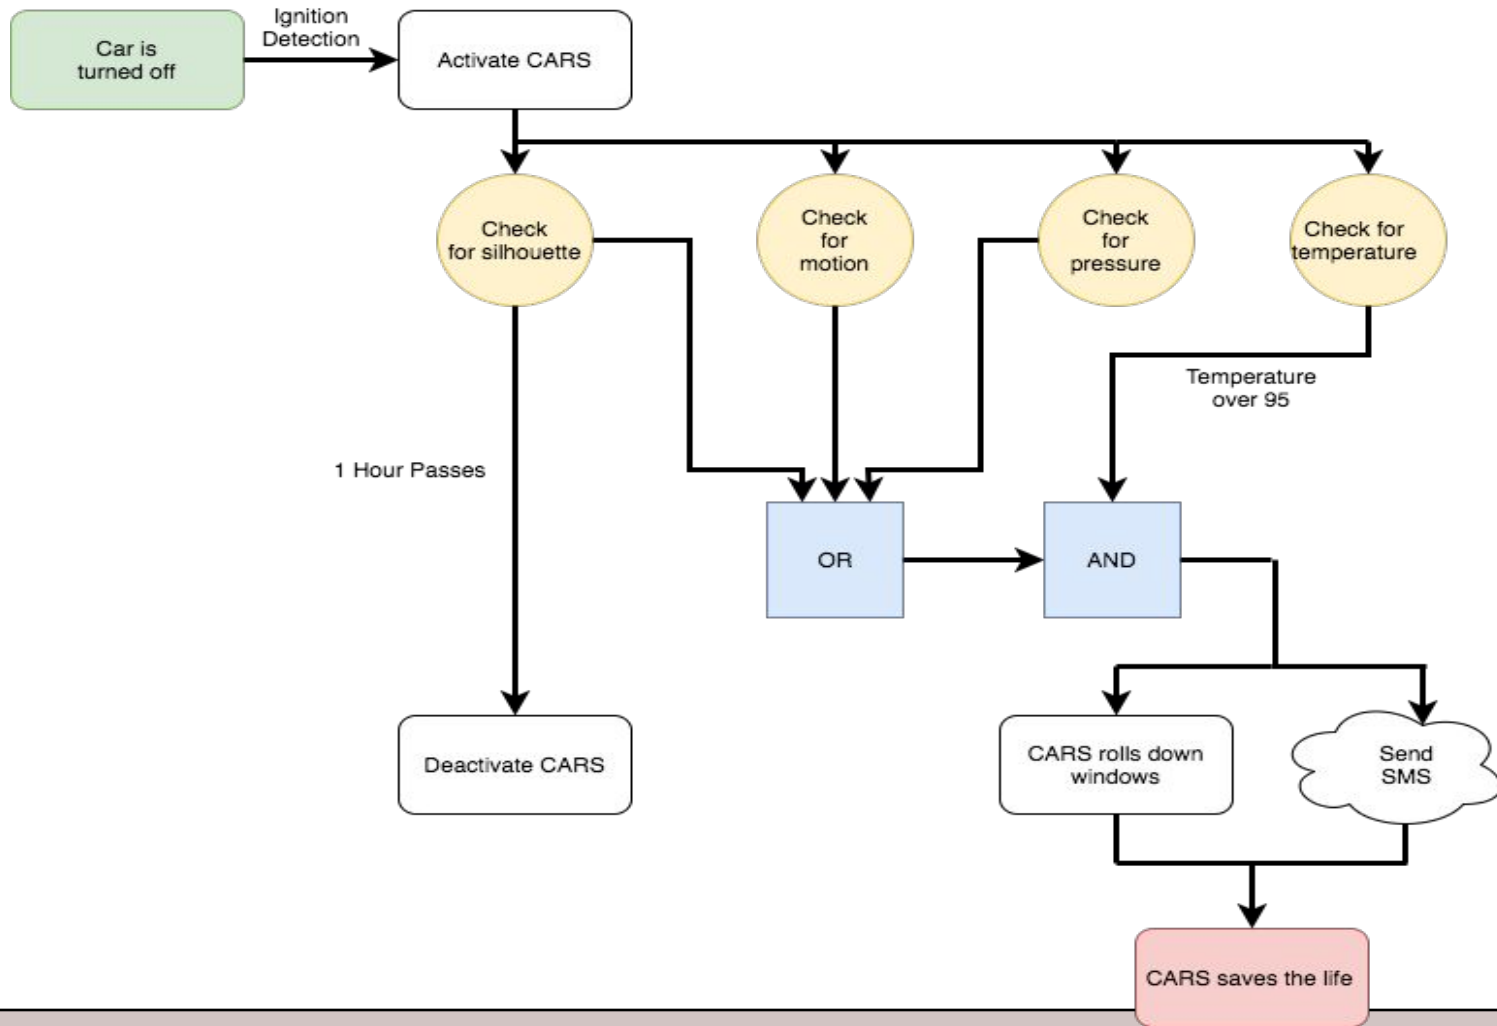 Car is
turned off
Ignition
Detection
Activate CARS
Check
for silhouette
Check
for
motion
Check
for
pressure
Check for
temperature
Temperature
over 95
1 Hour Passes
OR
AND
Deactivate CARS
CARS rolls down
windows
Send
SMS
CARS saves the life